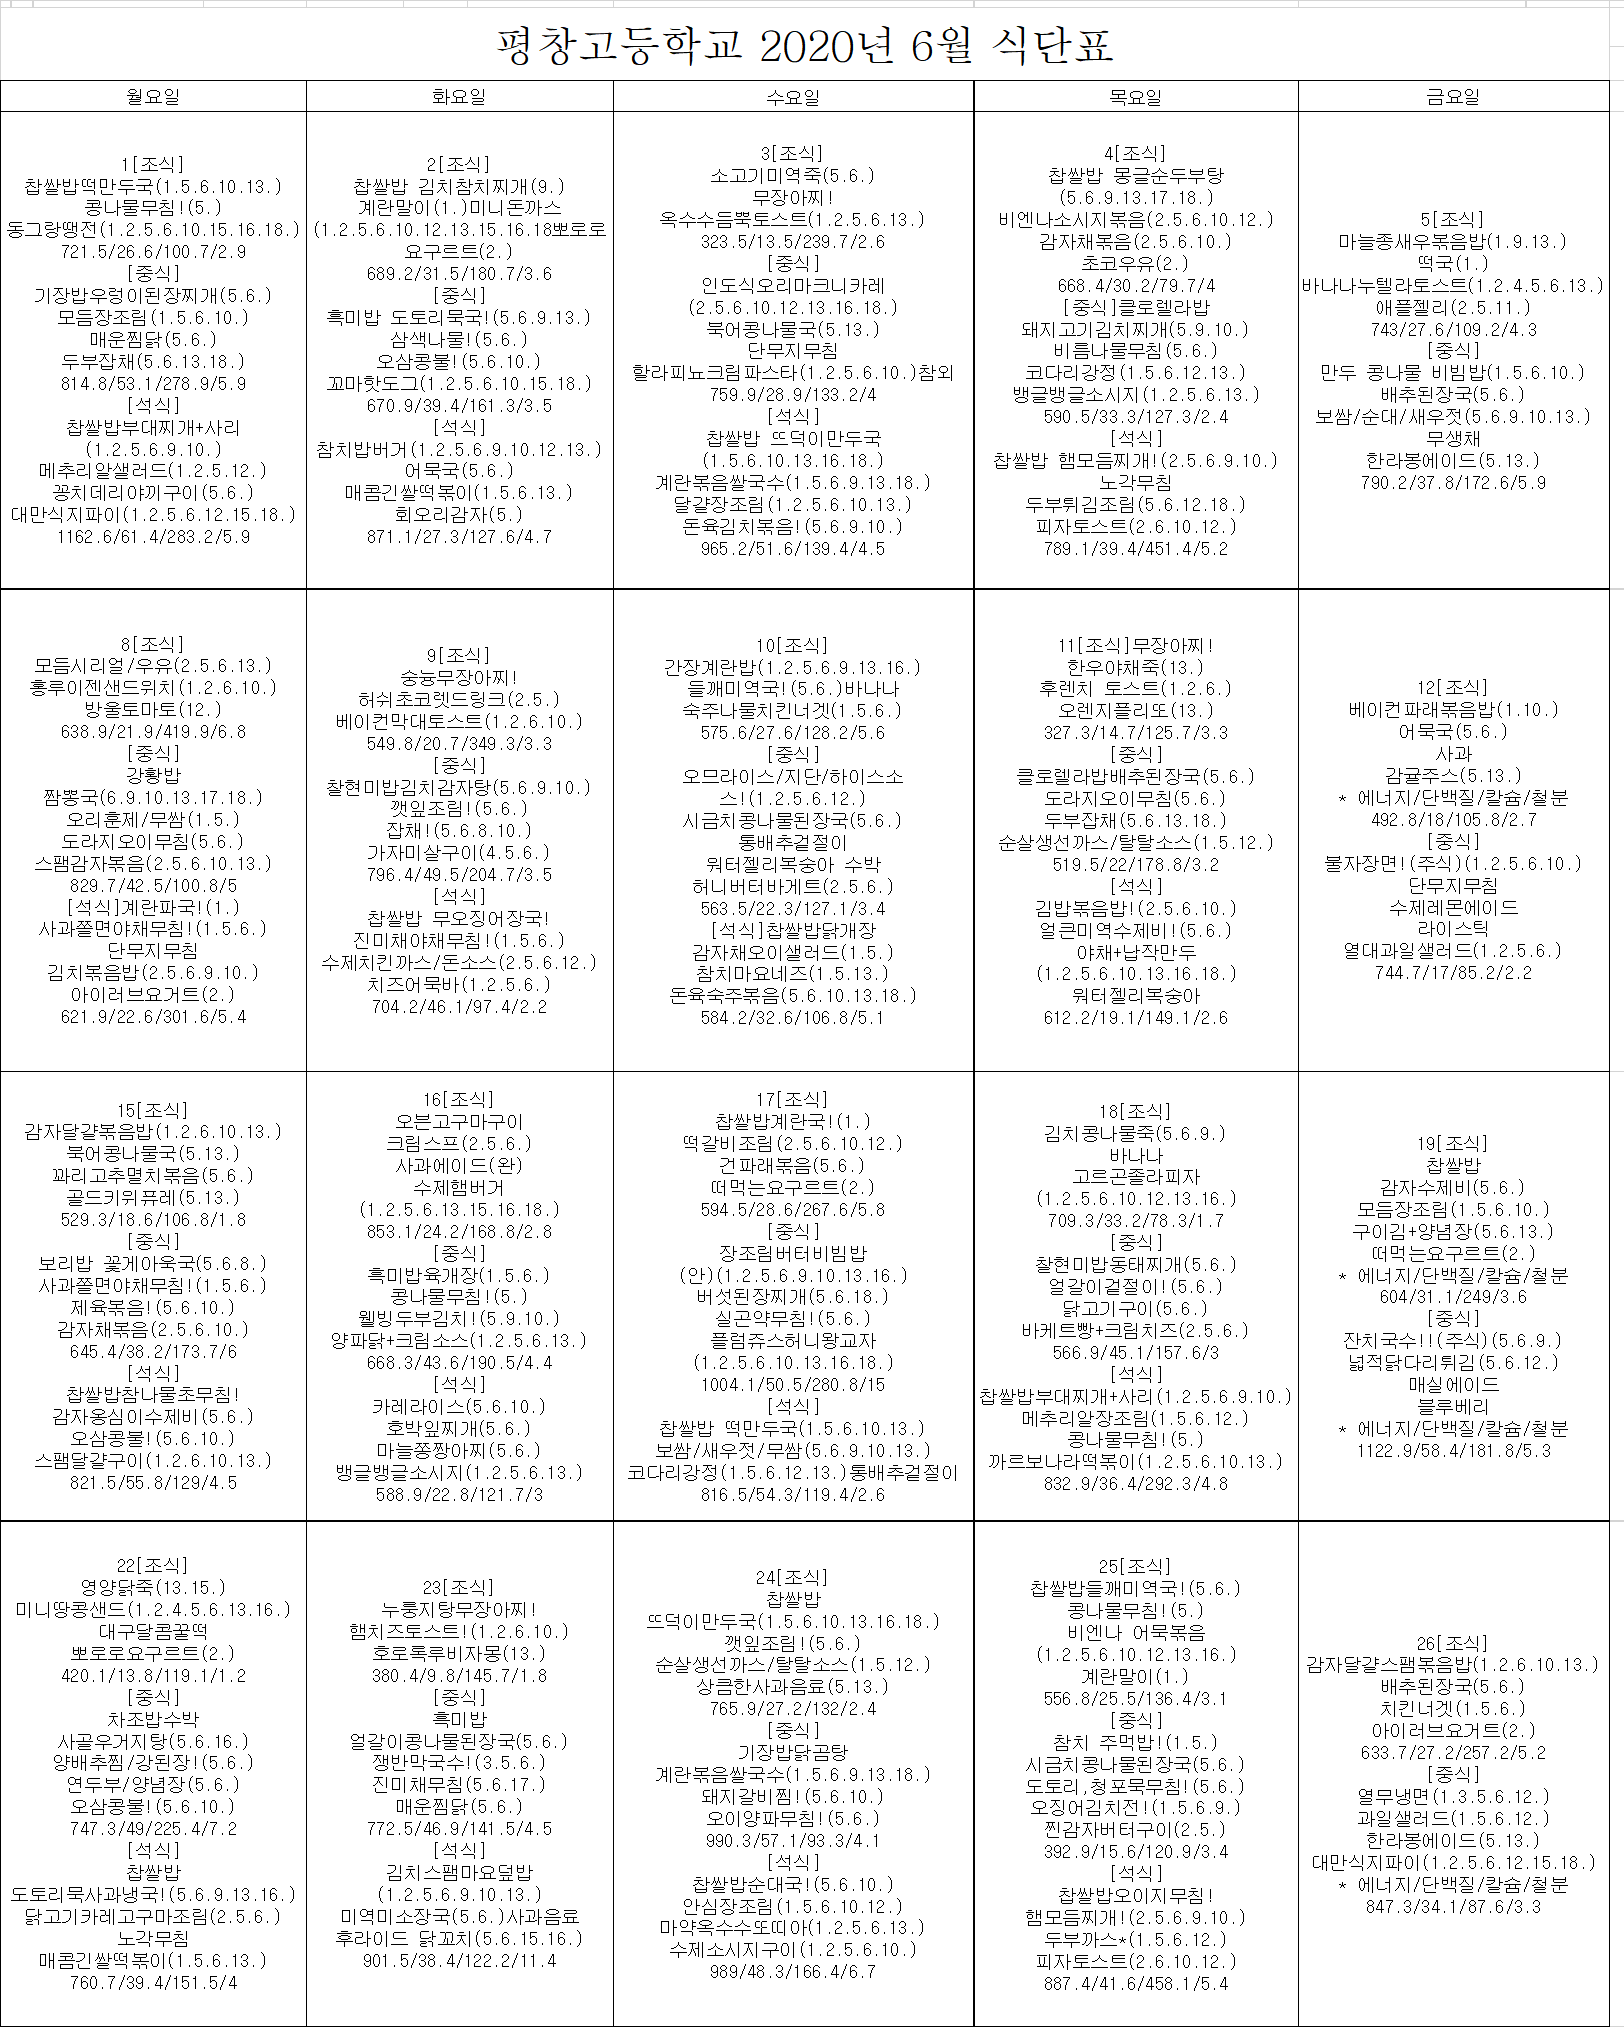 평창고등학교 2020년 6월 식단표
월요일
화요일
수요일
목요일
금요일
1[조식]
찹쌀밥떡만두국(1.5.6.10.13.)
콩나물무침!(5.)
동그랑땡전(1.2.5.6.10.15.16.18.)
721.5/26.6/100.7/2.9
[중식]
기장밥우렁이된장찌개(5.6.)
모듬장조림(1.5.6.10.)
매운찜닭(5.6.)
두부잡채(5.6.13.18.)
814.8/53.1/278.9/5.9
[석식]
찹쌀밥부대찌개+사리
(1.2.5.6.9.10.)
메추리알샐러드(1.2.5.12.)
꽁치데리야끼구이(5.6.)
대만식지파이(1.2.5.6.12.15.18.)
1162.6/61.4/283.2/5.9
2[조식]
찹쌀밥 김치참치찌개(9.)
계란말이(1.)미니돈까스
(1.2.5.6.10.12.13.15.16.18뽀로로
요구르트(2.)
689.2/31.5/180.7/3.6
[중식]
흑미밥 도토리묵국!(5.6.9.13.)
삼색나물!(5.6.)
오삼콩불!(5.6.10.)
꼬마핫도그(1.2.5.6.10.15.18.)
670.9/39.4/161.3/3.5
[석식]
참치밥버거(1.2.5.6.9.10.12.13.)
어묵국(5.6.)
매콤긴쌀떡볶이(1.5.6.13.)
회오리감자(5.)
871.1/27.3/127.6/4.7
3[조식]
소고기미역죽(5.6.)
무장아찌!
옥수수듬뿍토스트(1.2.5.6.13.)
323.5/13.5/239.7/2.6
[중식]
인도식오리마크니카레
(2.5.6.10.12.13.16.18.)
북어콩나물국(5.13.)
단무지무침
할라피뇨크림파스타(1.2.5.6.10.)참외
759.9/28.9/133.2/4
[석식]
찹쌀밥 뜨덕이만두국
(1.5.6.10.13.16.18.)
계란볶음쌀국수(1.5.6.9.13.18.)
달걀장조림(1.2.5.6.10.13.)
돈육김치볶음!(5.6.9.10.)
965.2/51.6/139.4/4.5
4[조식]
찹쌀밥 몽글순두부탕
(5.6.9.13.17.18.)
비엔나소시지볶음(2.5.6.10.12.)
감자채볶음(2.5.6.10.)
초코우유(2.)
668.4/30.2/79.7/4
[중식]클로렐라밥
돼지고기김치찌개(5.9.10.)
비름나물무침(5.6.)
코다리강정(1.5.6.12.13.)
뱅글뱅글소시지(1.2.5.6.13.)
590.5/33.3/127.3/2.4
[석식]
찹쌀밥 햄모듬찌개!(2.5.6.9.10.)
노각무침
두부튀김조림(5.6.12.18.)
피자토스트(2.6.10.12.)
789.1/39.4/451.4/5.2
5[조식]
마늘종새우볶음밥(1.9.13.)
떡국(1.)
바나나누텔라토스트(1.2.4.5.6.13.)
애플젤리(2.5.11.)
743/27.6/109.2/4.3
[중식]
만두 콩나물 비빔밥(1.5.6.10.)
배추된장국(5.6.)
보쌈/순대/새우젓(5.6.9.10.13.)
무생채
한라봉에이드(5.13.)
790.2/37.8/172.6/5.9
8[조식]
모듬시리얼/우유(2.5.6.13.)
홍루이젠샌드위치(1.2.6.10.)
방울토마토(12.)
638.9/21.9/419.9/6.8
[중식]
강황밥
짬뽕국(6.9.10.13.17.18.)
오리훈제/무쌈(1.5.)
도라지오이무침(5.6.)
스팸감자볶음(2.5.6.10.13.)
829.7/42.5/100.8/5
[석식]계란파국!(1.)
사과쫄면야채무침!(1.5.6.)
단무지무침
김치볶음밥(2.5.6.9.10.)
아이러브요거트(2.)
621.9/22.6/301.6/5.4
9[조식]
숭늉무장아찌!
허쉬초코렛드링크(2.5.)
베이컨막대토스트(1.2.6.10.)
549.8/20.7/349.3/3.3
[중식]
찰현미밥김치감자탕(5.6.9.10.)
깻잎조림!(5.6.)
잡채!(5.6.8.10.)
가자미살구이(4.5.6.)
796.4/49.5/204.7/3.5
[석식]
찹쌀밥 무오징어장국!
진미채야채무침!(1.5.6.)
수제치킨까스/돈소스(2.5.6.12.)
치즈어묵바(1.2.5.6.)
704.2/46.1/97.4/2.2
10[조식]
간장계란밥(1.2.5.6.9.13.16.)
들깨미역국!(5.6.)바나나
숙주나물치킨너겟(1.5.6.)
575.6/27.6/128.2/5.6
[중식]
오므라이스/지단/하이스소
스!(1.2.5.6.12.)
시금치콩나물된장국(5.6.)
통배추겉절이
워터젤리복숭아 수박
허니버터바게트(2.5.6.)
563.5/22.3/127.1/3.4
[석식]찹쌀밥닭개장
감자채오이샐러드(1.5.)
참치마요네즈(1.5.13.)
돈육숙주볶음(5.6.10.13.18.)
584.2/32.6/106.8/5.1
11[조식]무장아찌!
한우야채죽(13.)
후렌치 토스트(1.2.6.)
오렌지플리또(13.)
327.3/14.7/125.7/3.3
[중식]
클로렐라밥배추된장국(5.6.)
도라지오이무침(5.6.)
두부잡채(5.6.13.18.)
순살생선까스/탈탈소스(1.5.12.)
519.5/22/178.8/3.2
[석식]
김밥볶음밥!(2.5.6.10.)
얼큰미역수제비!(5.6.)
야채+납작만두
(1.2.5.6.10.13.16.18.)
워터젤리복숭아
612.2/19.1/149.1/2.6
12[조식]
베이컨파래볶음밥(1.10.)
어묵국(5.6.)
사과
감귤주스(5.13.)
* 에너지/단백질/칼슘/철분
492.8/18/105.8/2.7
[중식]
불자장면!(주식)(1.2.5.6.10.)
단무지무침
수제레몬에이드
라이스틱
열대과일샐러드(1.2.5.6.)
744.7/17/85.2/2.2
15[조식]
감자달걀볶음밥(1.2.6.10.13.)
북어콩나물국(5.13.)
꽈리고추멸치볶음(5.6.)
골드키위퓨레(5.13.)
529.3/18.6/106.8/1.8
[중식]
보리밥 꽃게아욱국(5.6.8.)
사과쫄면야채무침!(1.5.6.)
제육볶음!(5.6.10.)
감자채볶음(2.5.6.10.)
645.4/38.2/173.7/6
[석식]
찹쌀밥참나물초무침!
감자옹심이수제비(5.6.)
오삼콩불!(5.6.10.)
스팸달걀구이(1.2.6.10.13.)
821.5/55.8/129/4.5
16[조식]
오븐고구마구이
크림스프(2.5.6.)
사과에이드(완)
수제햄버거
(1.2.5.6.13.15.16.18.)
853.1/24.2/168.8/2.8
[중식]
흑미밥육개장(1.5.6.)
콩나물무침!(5.)
웰빙두부김치!(5.9.10.)
양파닭+크림소스(1.2.5.6.13.)
668.3/43.6/190.5/4.4
[석식]
카레라이스(5.6.10.)
호박잎찌개(5.6.)
마늘쫑짱아찌(5.6.)
뱅글뱅글소시지(1.2.5.6.13.)
588.9/22.8/121.7/3
17[조식]
찹쌀밥계란국!(1.)
떡갈비조림(2.5.6.10.12.)
건파래볶음(5.6.)
떠먹는요구르트(2.)
594.5/28.6/267.6/5.8
[중식]
장조림버터비빔밥
(안)(1.2.5.6.9.10.13.16.)
버섯된장찌개(5.6.18.)
실곤약무침!(5.6.)
플럼쥬스허니왕교자
(1.2.5.6.10.13.16.18.)
1004.1/50.5/280.8/15
[석식]
찹쌀밥 떡만두국(1.5.6.10.13.)
보쌈/새우젓/무쌈(5.6.9.10.13.)
코다리강정(1.5.6.12.13.)통배추겉절이
816.5/54.3/119.4/2.6
18[조식]
김치콩나물죽(5.6.9.)
바나나
고르곤졸라피자
(1.2.5.6.10.12.13.16.)
709.3/33.2/78.3/1.7
[중식]
찰현미밥동태찌개(5.6.)
얼갈이겉절이!(5.6.)
닭고기구이(5.6.)
바케트빵+크림치즈(2.5.6.)
566.9/45.1/157.6/3
[석식]
찹쌀밥부대찌개+사리(1.2.5.6.9.10.)
메추리알장조림(1.5.6.12.)
콩나물무침!(5.)
까르보나라떡볶이(1.2.5.6.10.13.)
832.9/36.4/292.3/4.8
19[조식]
찹쌀밥
감자수제비(5.6.)
모듬장조림(1.5.6.10.)
구이김+양념장(5.6.13.)
떠먹는요구르트(2.)
* 에너지/단백질/칼슘/철분
604/31.1/249/3.6
[중식]
잔치국수!!(주식)(5.6.9.)
넓적닭다리튀김(5.6.12.)
매실에이드
블루베리
* 에너지/단백질/칼슘/철분
1122.9/58.4/181.8/5.3
22[조식]
영양닭죽(13.15.)
미니땅콩샌드(1.2.4.5.6.13.16.)
대구달콤꿀떡
뽀로로요구르트(2.)
420.1/13.8/119.1/1.2
[중식]
차조밥수박
사골우거지탕(5.6.16.)
양배추찜/강된장!(5.6.)
연두부/양념장(5.6.)
오삼콩불!(5.6.10.)
747.3/49/225.4/7.2
[석식]
찹쌀밥
도토리묵사과냉국!(5.6.9.13.16.)
닭고기카레고구마조림(2.5.6.)
노각무침
매콤긴쌀떡볶이(1.5.6.13.)
760.7/39.4/151.5/4
23[조식]
누룽지탕무장아찌!
햄치즈토스트!(1.2.6.10.)
호로록루비자몽(13.)
380.4/9.8/145.7/1.8
[중식]
흑미밥
얼갈이콩나물된장국(5.6.)
쟁반막국수!(3.5.6.)
진미채무침(5.6.17.)
매운찜닭(5.6.)
772.5/46.9/141.5/4.5
[석식]
김치스팸마요덮밥
(1.2.5.6.9.10.13.)
미역미소장국(5.6.)사과음료
후라이드 닭꼬치(5.6.15.16.)
901.5/38.4/122.2/11.4
24[조식]
찹쌀밥
뜨덕이만두국(1.5.6.10.13.16.18.)
깻잎조림!(5.6.)
순살생선까스/탈탈소스(1.5.12.)
상큼한사과음료(5.13.)
765.9/27.2/132/2.4
[중식]
기장밥닭곰탕
계란볶음쌀국수(1.5.6.9.13.18.)
돼지갈비찜!(5.6.10.)
오이양파무침!(5.6.)
990.3/57.1/93.3/4.1
[석식]
찹쌀밥순대국!(5.6.10.)
안심장조림(1.5.6.10.12.)
마약옥수수또띠아(1.2.5.6.13.)
수제소시지구이(1.2.5.6.10.)
989/48.3/166.4/6.7
25[조식]
찹쌀밥들깨미역국!(5.6.)
콩나물무침!(5.)
비엔나 어묵볶음
(1.2.5.6.10.12.13.16.)
계란말이(1.)
556.8/25.5/136.4/3.1
[중식]
참치 주먹밥!(1.5.)
시금치콩나물된장국(5.6.)
도토리,청포묵무침!(5.6.)
오징어김치전!(1.5.6.9.)
찐감자버터구이(2.5.)
392.9/15.6/120.9/3.4
[석식]
찹쌀밥오이지무침!
햄모듬찌개!(2.5.6.9.10.)
두부까스*(1.5.6.12.)
피자토스트(2.6.10.12.)
887.4/41.6/458.1/5.4
26[조식]
감자달걀스팸볶음밥(1.2.6.10.13.)
배추된장국(5.6.)
치킨너겟(1.5.6.)
아이러브요거트(2.)
633.7/27.2/257.2/5.2
[중식]
열무냉면(1.3.5.6.12.)
과일샐러드(1.5.6.12.)
한라봉에이드(5.13.)
대만식지파이(1.2.5.6.12.15.18.)
* 에너지/단백질/칼슘/철분
847.3/34.1/87.6/3.3